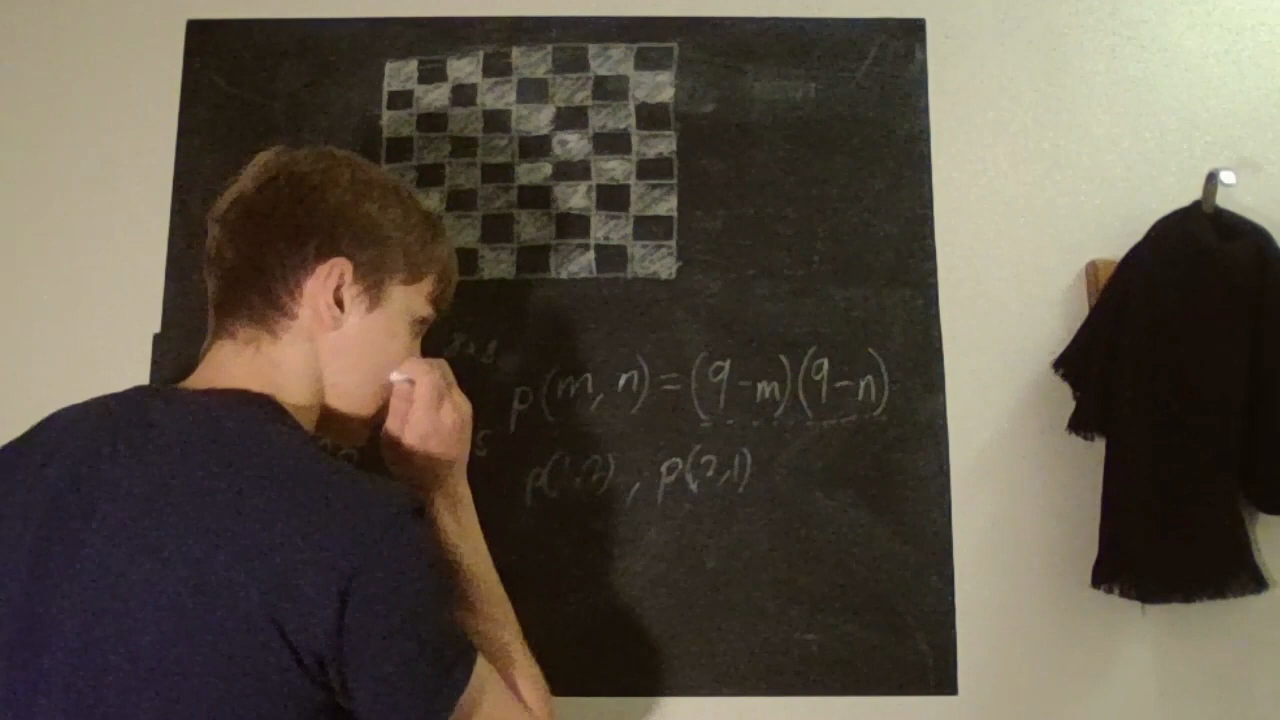 p(m, n) = (9-m)(9-n)
p(1,2), p(2,1)